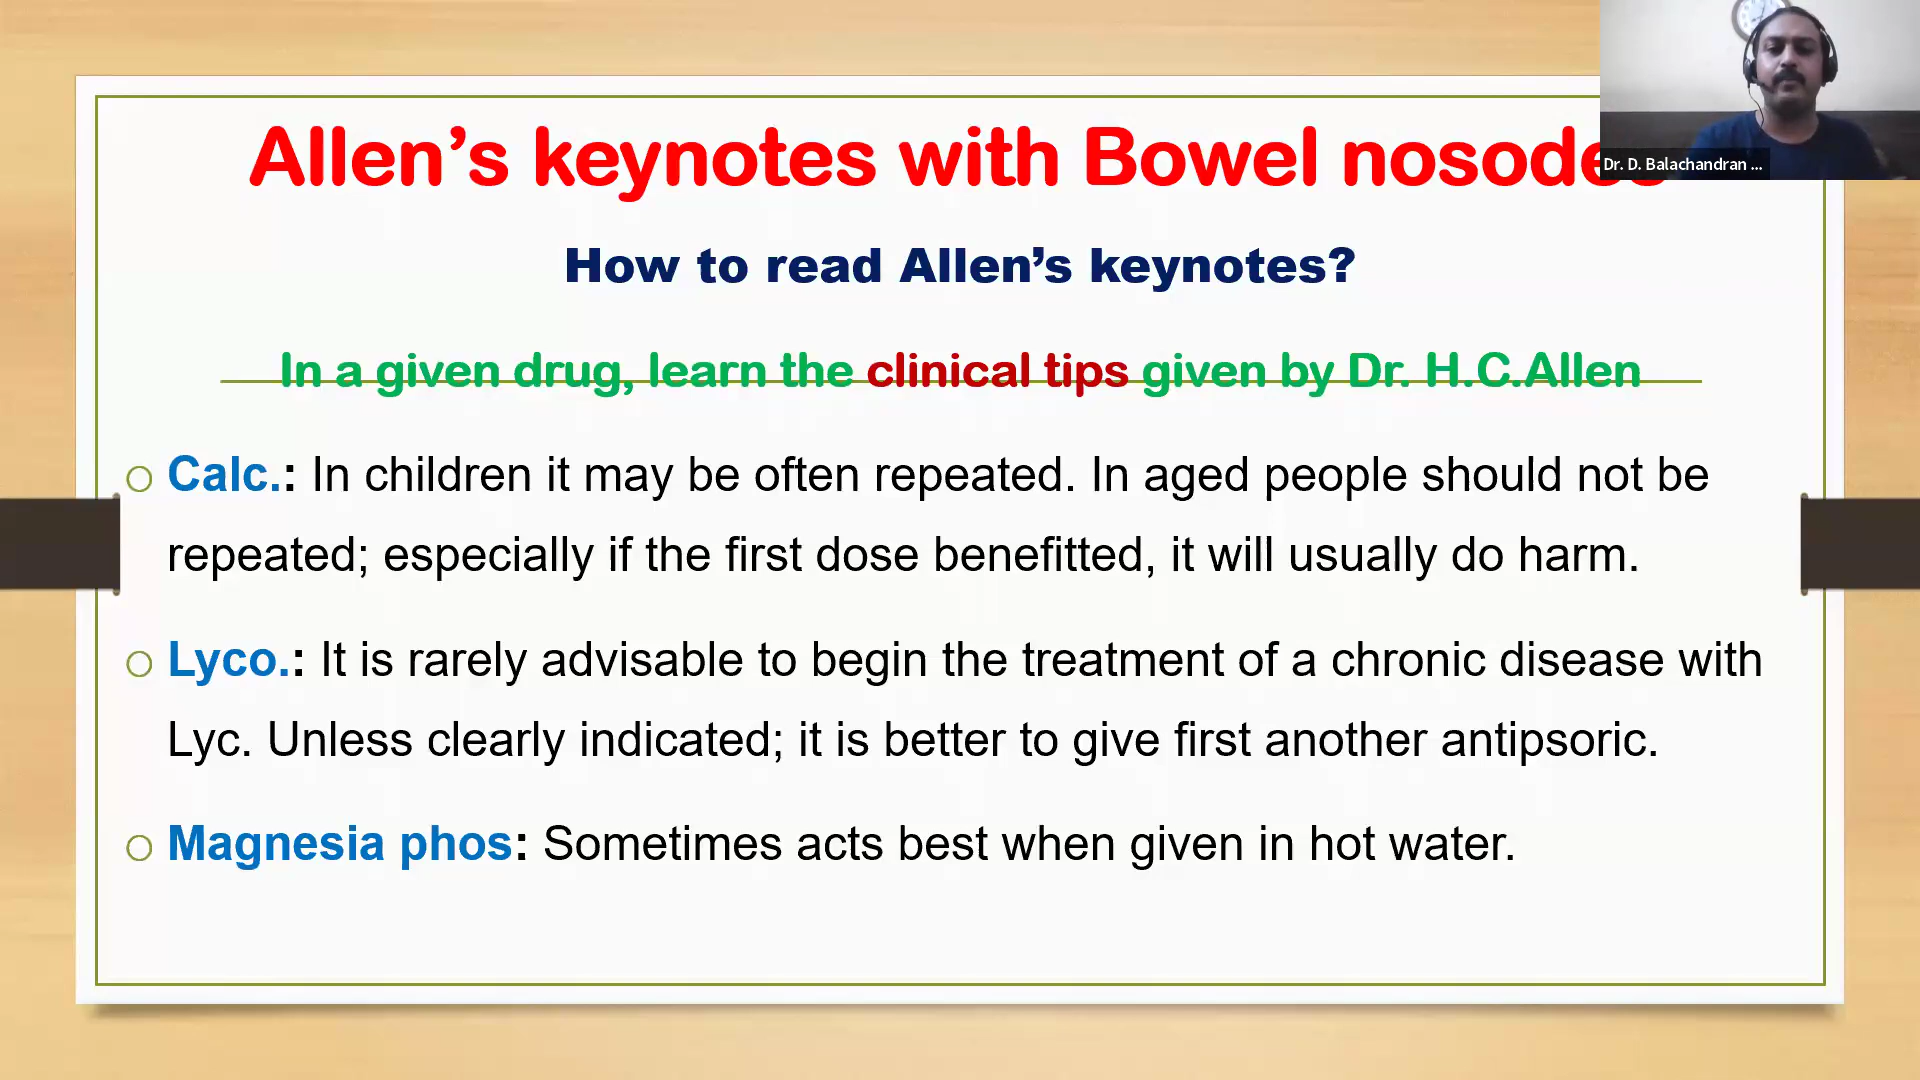 Allen’s keynotes with Bowel nosodes
Dr. D. Balachandran ...
How to read Allen’s keynotes?
In a given drug, learn the clinical tips given by Dr. H.C.Allen
Calc.: In children it may be often repeated. In aged people should not be
repeated; especially if the first dose benefitted, it will usually do harm.
Lyco.: It is rarely advisable to begin the treatment of a chronic disease with
Lyc. Unless clearly indicated; it is better to give first another antipsoric.
Magnesia phos: Sometimes acts best when given in hot water.